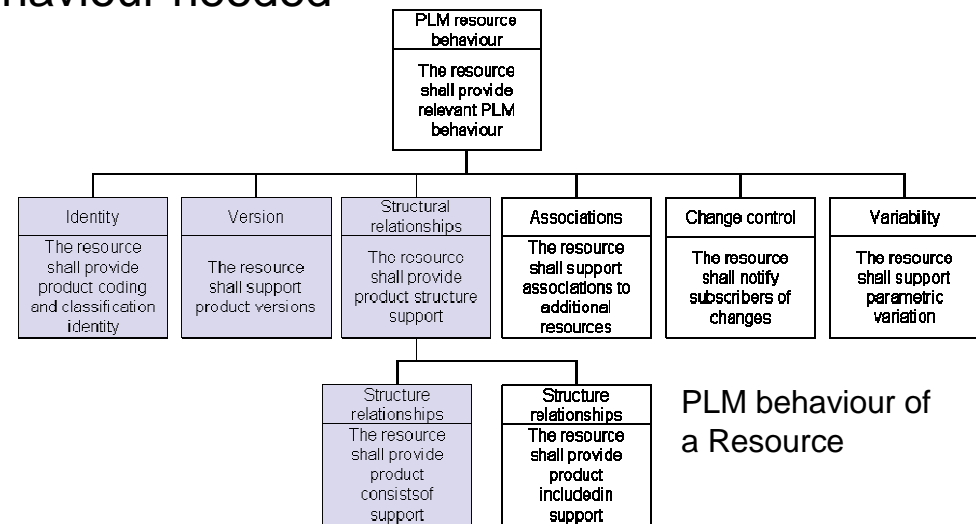 haviour needed
PLM resource
behaviour
The resource
shall provide
relevant PLM
behaviour
Identity
The resource
shall provide
product coding
and classification
identity
Version
The resource
shall support
product versions
Structural
relationships
The resource
shall provide
product structure
support
Associations
The resource
shall support
associations to
additional
resources
Change control
The resource
shall notify
subscribers of
changes
Variability
The resource
shall support
parametric
variation
Structure
relationships
The resource
shall provide
product
consistsof
support
Structure
relationships
The resource
shall provide
product
includedin
support
PLM behaviour of
a Resource